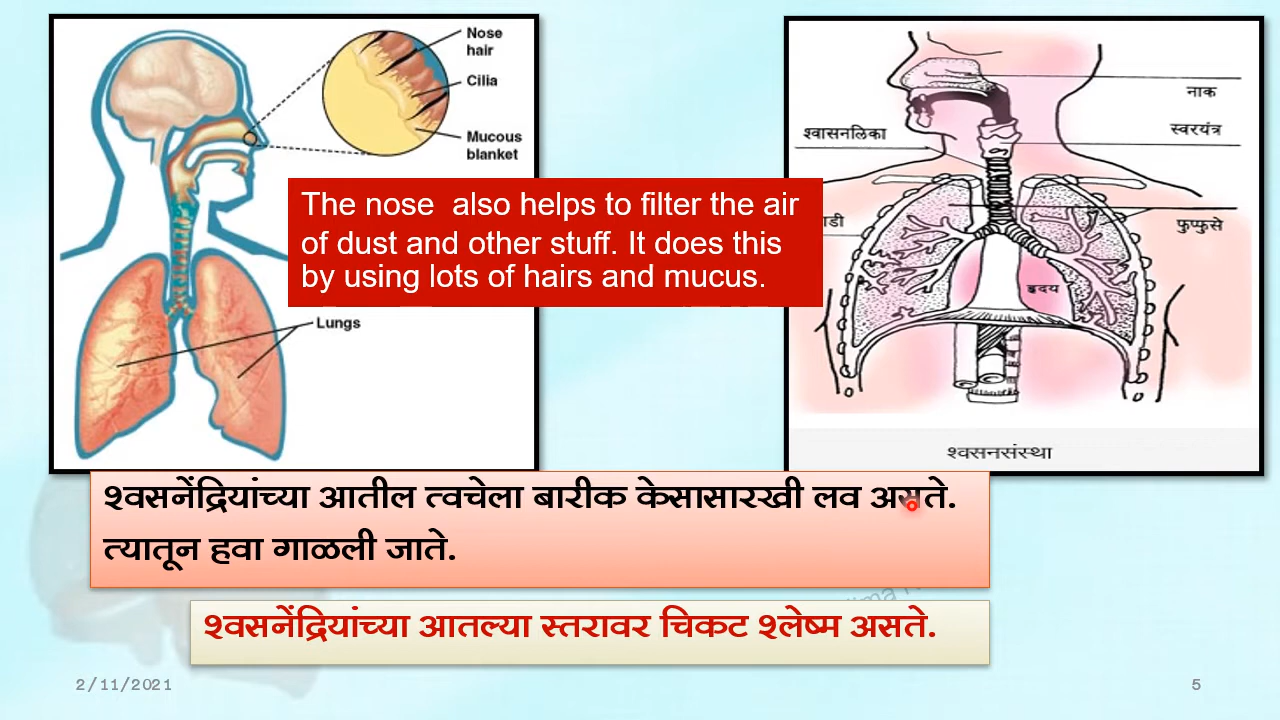 Nose
hair
Cilia
Mucous
blanket
Lungs
नाक
श्वासनलिका
स्वरयंत्र
फुप्फुसे
हृदय
श्वसनसंस्था
The nose also helps to filter the air
of dust and other stuff. It does this
by using lots of hairs and mucus.
श्वसनेंद्रियांच्या आतील त्वचेला बारीक केसासारखी लव असते.
त्यातून हवा गाळली जाते.
श्वसनेंद्रियांच्या आतल्या स्तरावर चिकट श्लेष्म असते.
2/11/2021
5